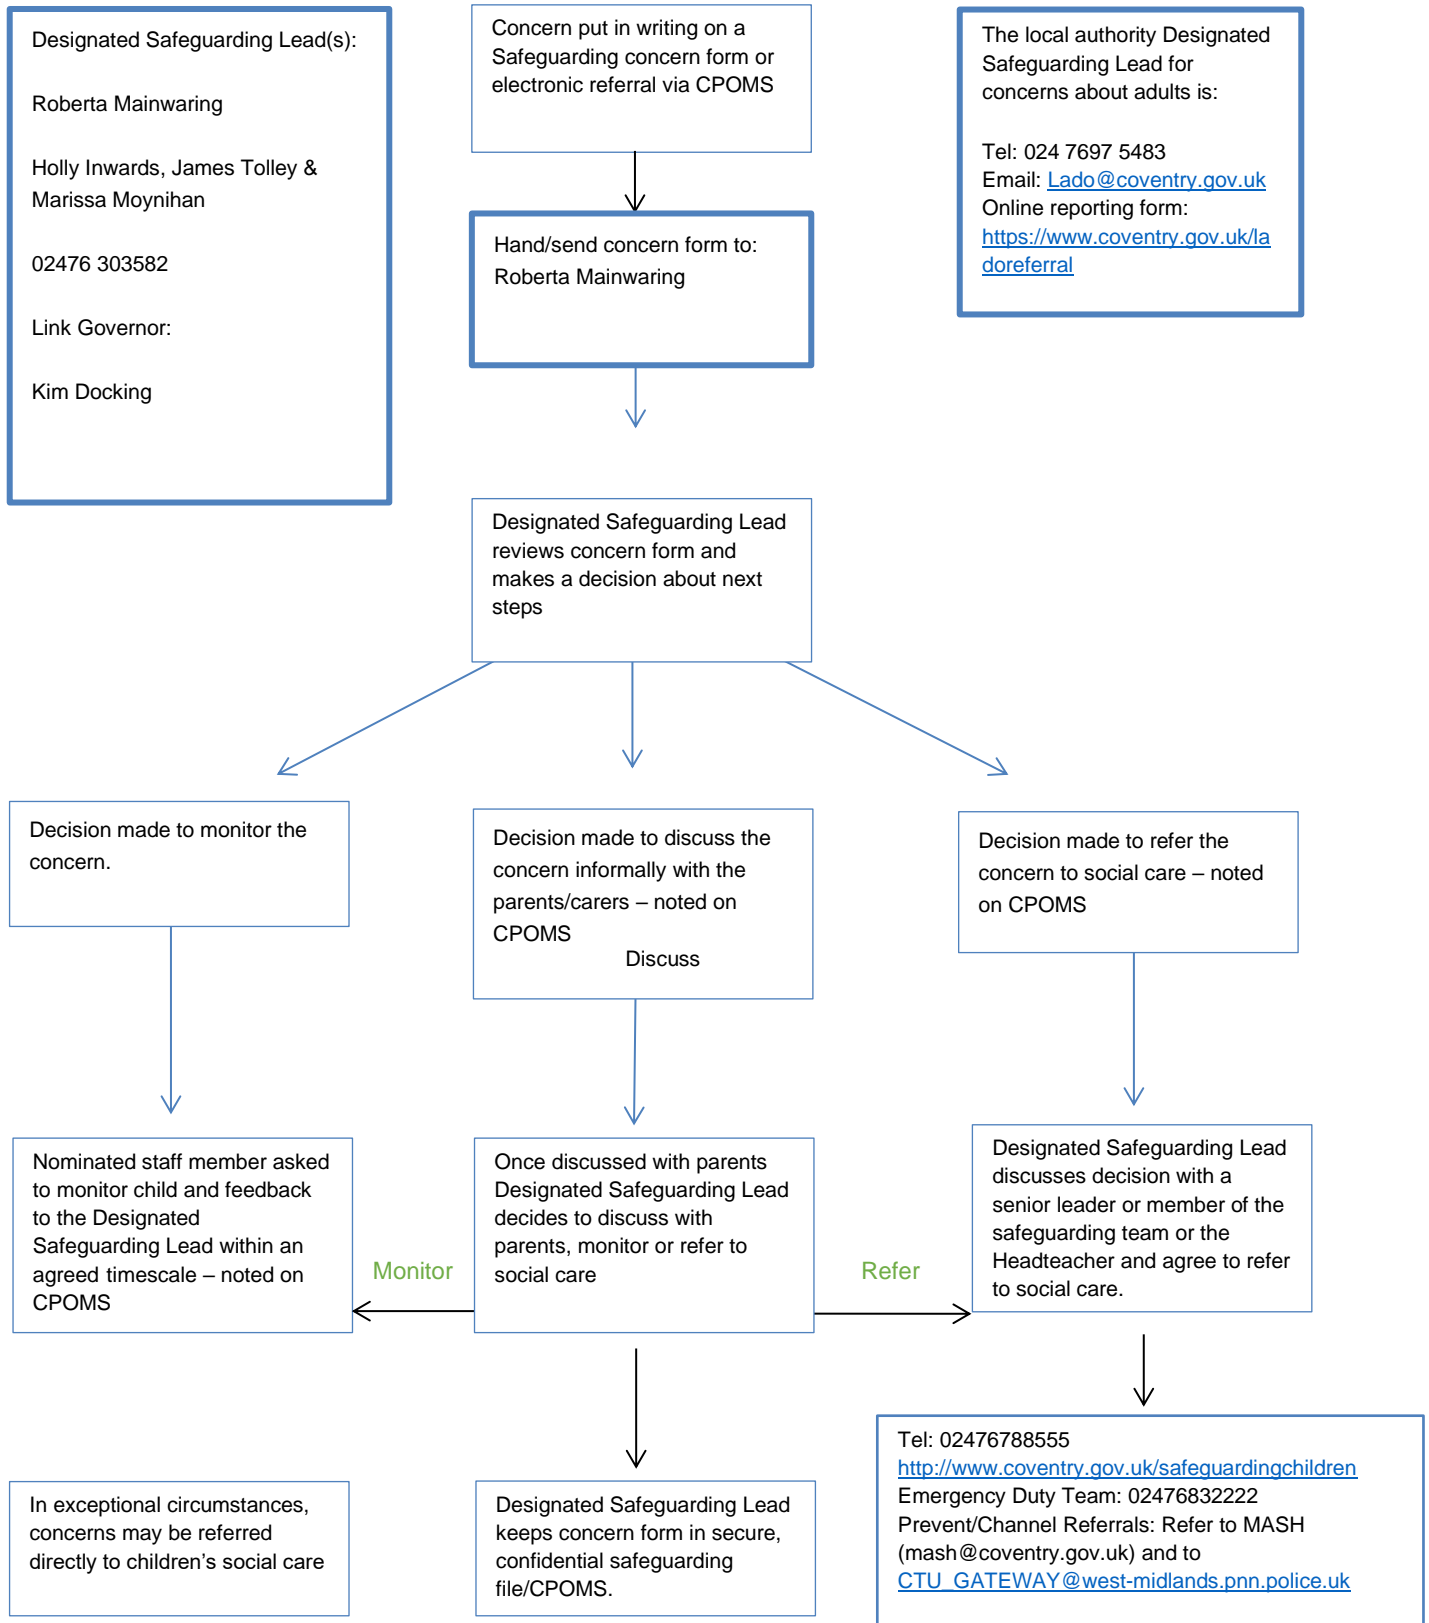 Designated Safeguarding Lead(s):
Roberta Mainwaring
Holly Inwards, James Tolley &
Marissa Moynihan
02476 303582
Link Governor:
Kim Docking
Concern put in writing on a
Safeguarding concern form or
electronic referral via CPOMS
The local authority Designated
Safeguarding Lead for
concerns about adults is:
Tel: 024 7697 5483
Email: Lado@coventry.gov.uk
Online reporting form:
https://www.coventry.gov.uk/la
doreferral
Hand/send concern form to:
Roberta Mainwaring
Designated Safeguarding Lead
reviews concern form and
makes a decision about next
steps
Decision made to monitor the
concern.
Decision made to discuss the
concern informally with the
parents/carers – noted on
CPOMS
Discuss
Decision made to refer the
concern to social care – noted
on CPOMS
Nominated staff member asked
to monitor child and feedback
to the Designated
Safeguarding Lead within an
agreed timescale – noted on
CPOMS
Monitor
Once discussed with parents
Designated Safeguarding Lead
decides to discuss with
parents, monitor or refer to
social care
Refer
Designated Safeguarding Lead
discusses decision with a
senior leader or member of the
safeguarding team or the
Headteacher and agree to refer
to social care.
In exceptional circumstances,
concerns may be referred
directly to children’s social care
Designated Safeguarding Lead
keeps concern form in secure,
confidential safeguarding
file/CPOMS.
Tel: 02476788555
http://www.coventry.gov.uk/safeguardingchildren
Emergency Duty Team: 02476832222
Prevent/Channel Referrals: Refer to MASH
(mash@coventry.gov.uk) and to
CTU_GATEWAY@west-midlands.pnn.police.uk